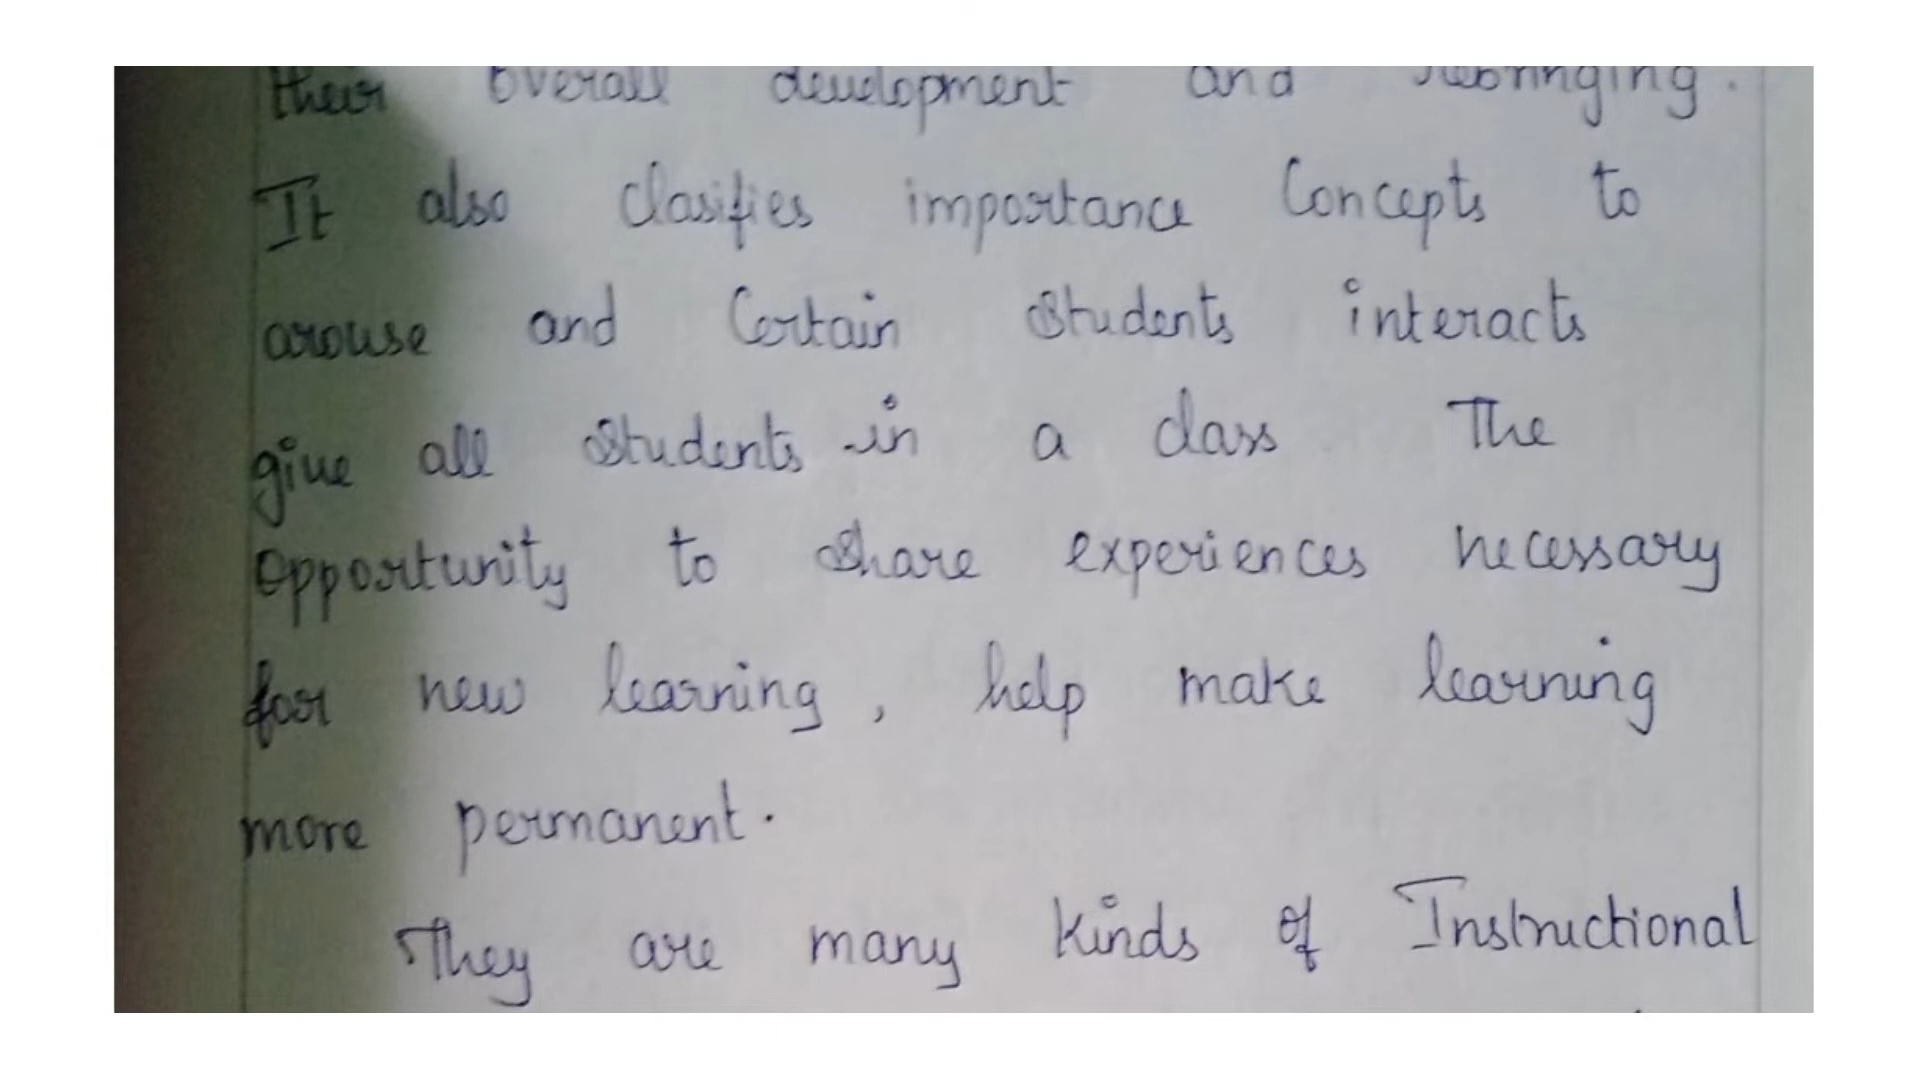 their overall development and
It also clasifies importance Concepts to
arouse and Certain students interacts
give all students in a class The
opportunity to share experiences necessary
for new learning, help make learning
more permanent.
They are many kinds of Instructional